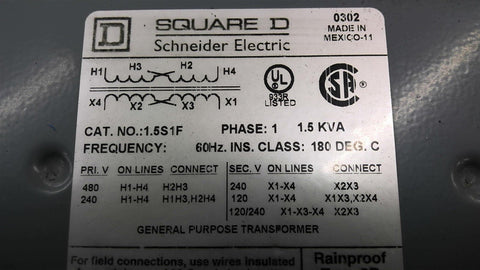 SQUARE D
Schneider Electric
0302
MADE IN
MEXICO-11
H1 H3 H2 H4
X4 X2 X3 X1
UL
933R
LISTED
CAT. NO.:1.5S1F PHASE: 1 1.5 KVA
FREQUENCY: 60Hz. INS. CLASS: 180 DEG. C
PRI. V ON LINES CONNECT SEC. V ON LINES CONNECT
480 H1-H4 H2H3 240 X1-X4 X2X3
240 H1-H4 H1H3,H2H4 120 X1-X4 X1X3,X2X4
120/240 X1-X3-X4 X2X3
GENERAL PURPOSE TRANSFORMER
For field connections, use wires insulated
Rainproof